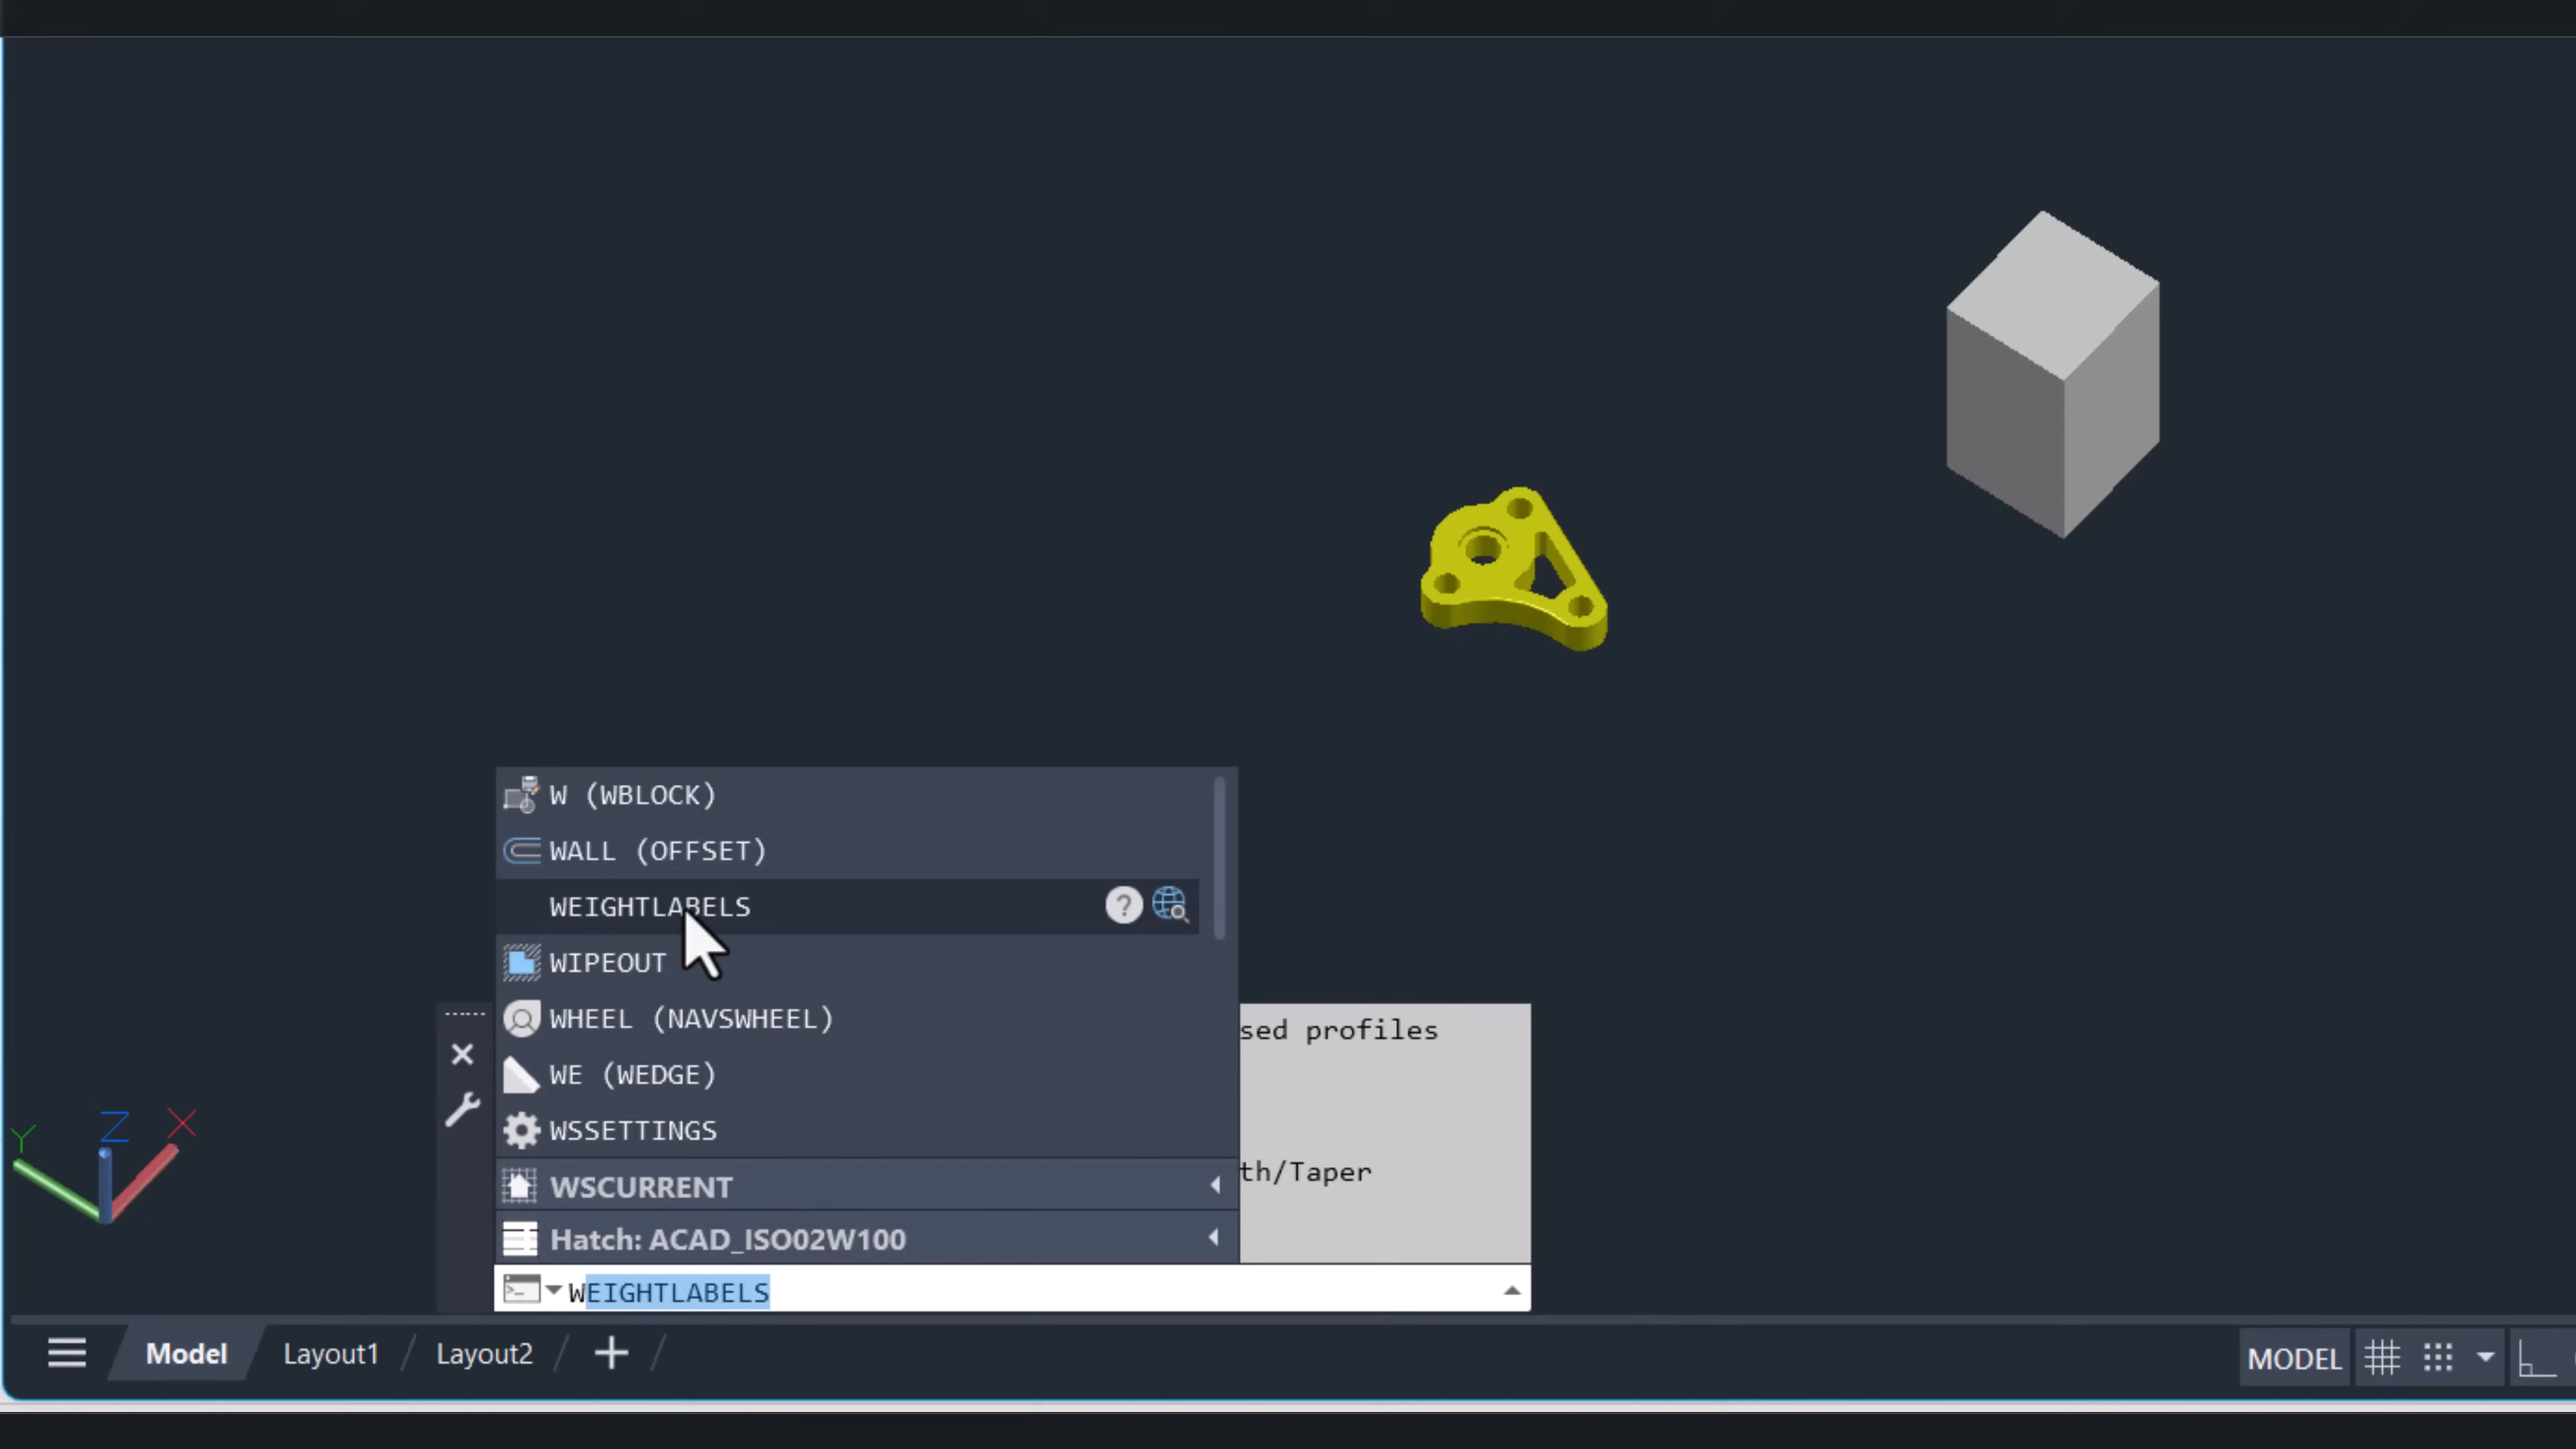 W (WBLOCK)
WALL (OFFSET)
WEIGHTLABELS
WIPEOUT
WHEEL (NAVSWHEEL)
WE (WEDGE)
WSSETTINGS
WSCURRENT
Hatch: ACAD_ISO02W100
sed profiles
th/Taper
WEIGHTLABELS
Y
Z
X
Model
Layout1
Layout2
MODEL